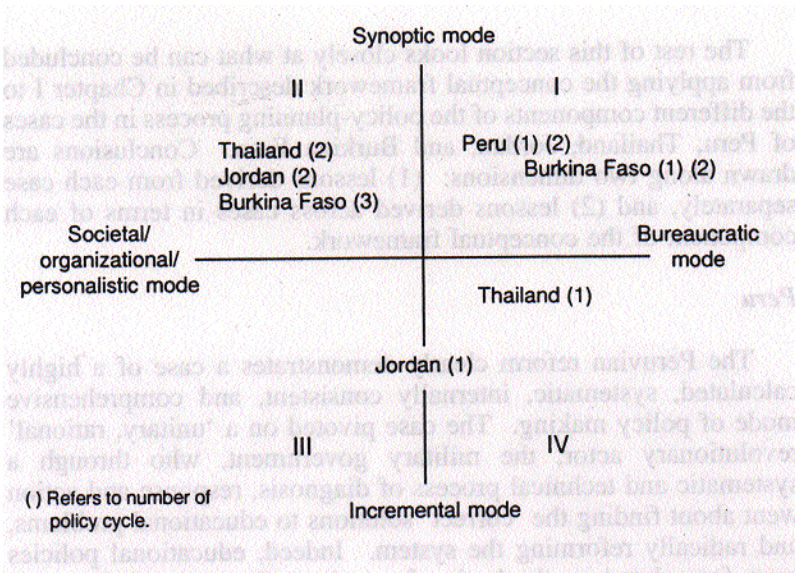 Synoptic mode
II
I
Thailand (2)
Jordan (2)
Burkina Faso (3)
Peru (1) (2)
Burkina Faso (1) (2)
Societal/
organizational/
personalistic mode
Bureaucratic
mode
Thailand (1)
Jordan (1)
III
IV
( ) Refers to number of
policy cycle.
Incremental mode